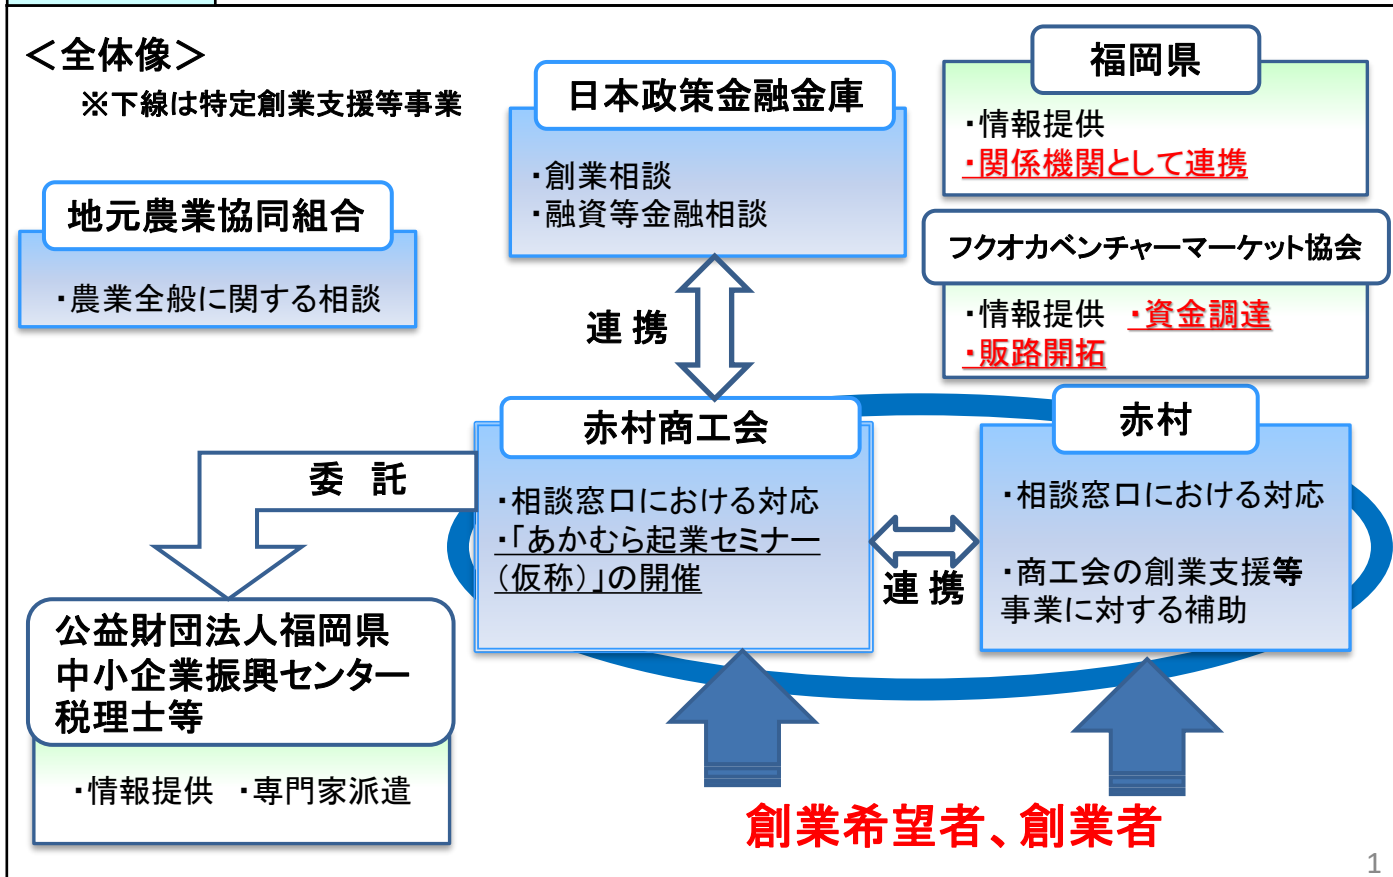 ＜全体像＞
※下線は特定創業支援等事業
地元農業協同組合
・農業全般に関する相談
日本政策金融金庫
・創業相談
・融資等金融相談
福岡県
・情報提供
・関係機関として連携
フクオカベンチャーマーケット協会
・情報提供 ・資金調達
・販路開拓
連 携
赤村商工会
・相談窓口における対応
・「あかむら起業セミナー
（仮称）」の開催
連 携
赤村
・相談窓口における対応
・商工会の創業支援等
事業に対する補助
委 託
公益財団法人福岡県
中小企業振興センター
税理士等
・情報提供 ・専門家派遣
創業希望者、創業者
1